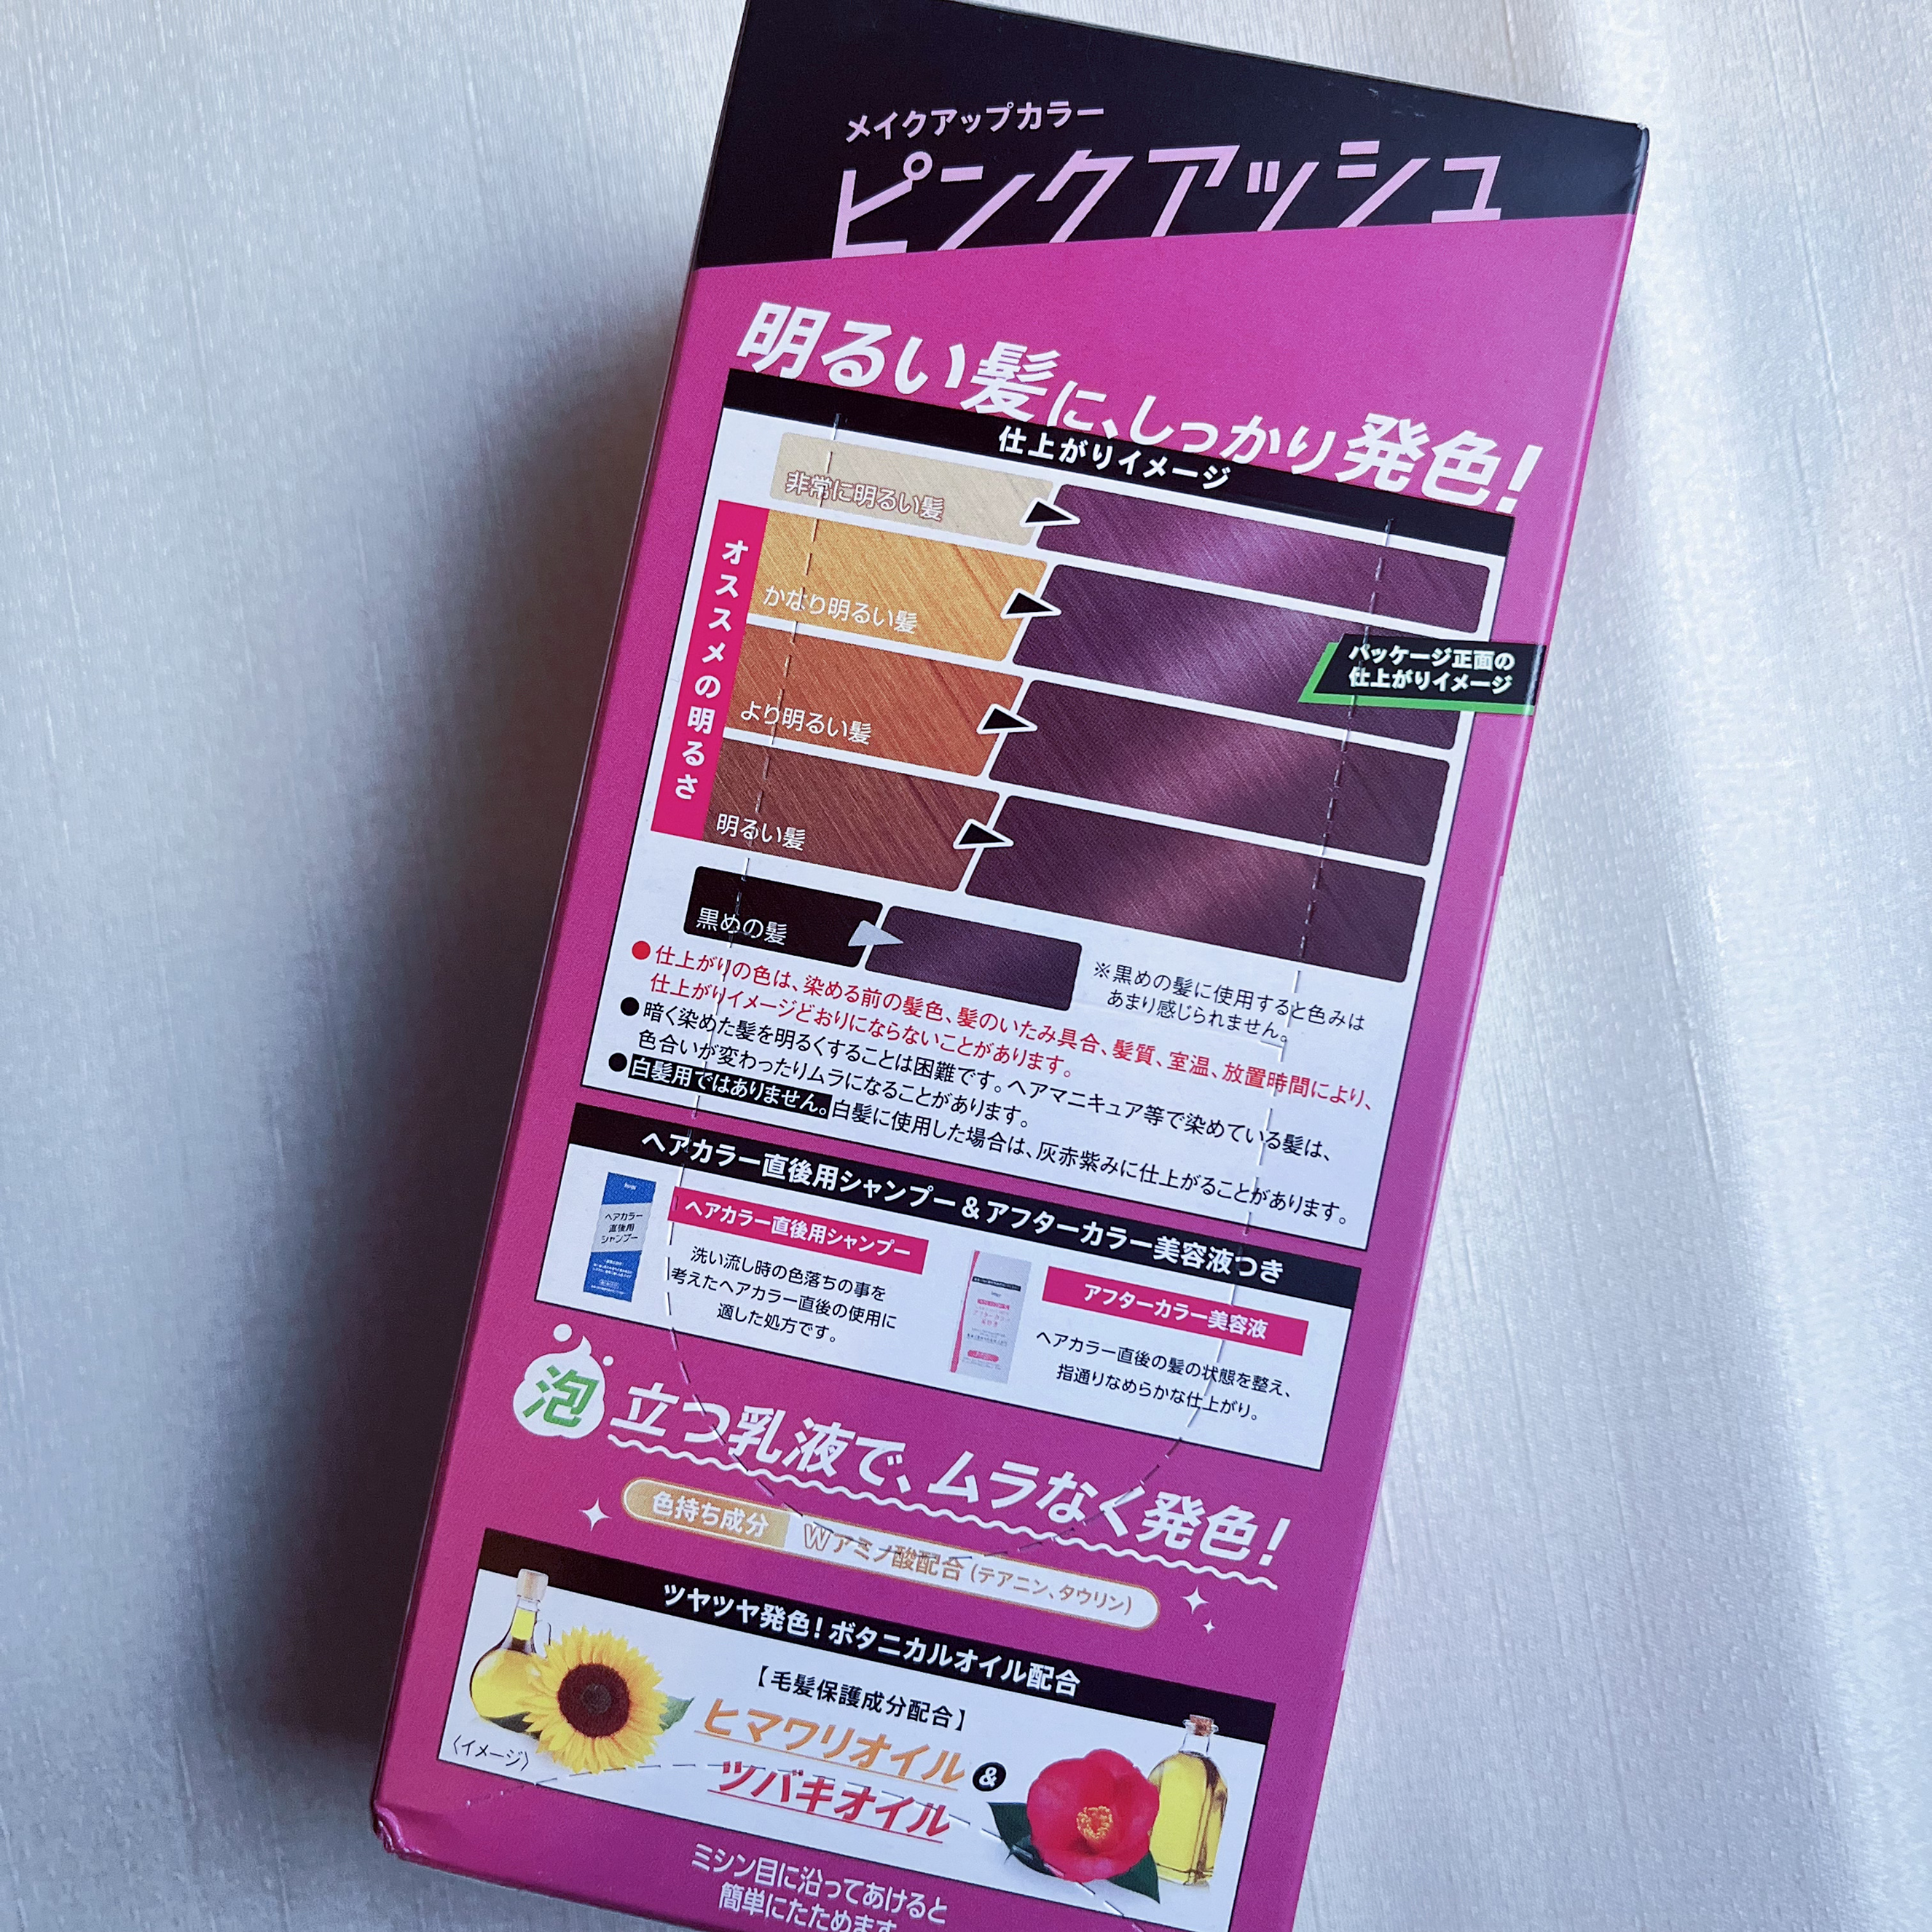 メイクアップカラー
ピンクアッシュ
明るい髪に、しっかり発色!
仕上がりイメージ
オススメの明るさ
非常に明るい髪
かなり明るい髪
より明るい髪
明るい髪
黒めの髪
パッケージ正面の
仕上がりイメージ
※黒めの髪に使用すると色みは
あまり感じられません。
●仕上がりの色は、染める前の髪色、髪のいたみ具合、髪質、室温、放置時間により、
仕上がりイメージどおりにならないことがあります。
●暗く染めた髪を明るくすることは困難です。ヘアマニキュア等で染めている髪は、
色合いが変わったりムラになることがあります。
●白髪用ではありません。白髪に使用した場合は、灰赤紫みに仕上がることがあります。
ヘアカラー直後用シャンプー&アフターカラー美容液つき
ヘアカラー
直後用
シャンプー
ヘアカラー直後用シャンプー
洗い流し時の色落ちの事を
考えたヘアカラー直後の使用に
適した処方です。
アフターカラー美容液
ヘアカラー直後の髪の状態を整え、
指通りなめらかな仕上がり。
泡立つ乳液で、ムラなく発色!
色持ち成分 Wアミノ酸配合(テアニン、タウリン)
ツヤツヤ発色!ボタニカルオイル配合
【毛髪保護成分配合】
ヒマワリオイル&
ツバキオイル
〈イメージ〉
ミシン目に沿ってあけると
簡単にたためます